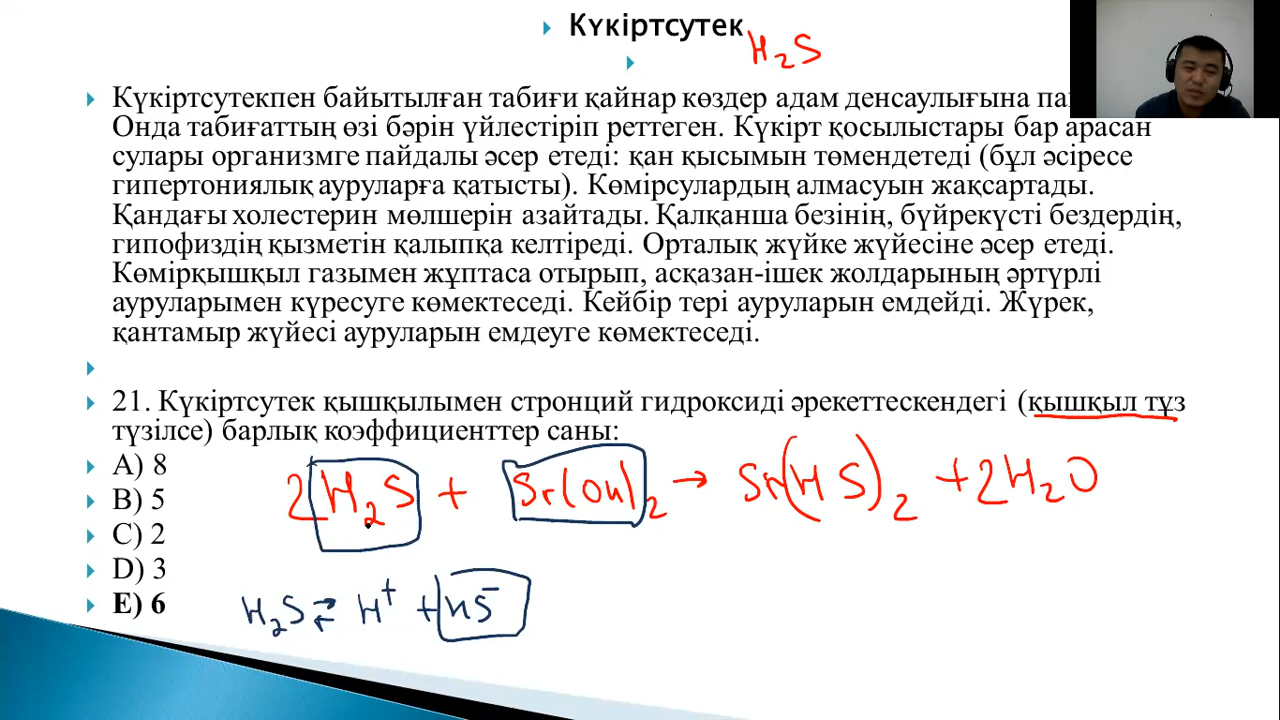 Күкіртсутек
H₂S
Күкіртсутекпен байытылған табиғи қайнар көздер адам денсаулығына
Онда табиғаттың өзі бәрін үйлестіріп реттеген. Күкірт қосылыстары бар арасан
сулары организмге пайдалы әсер етеді: қан қысымын төмендетеді (бұл әсіресе
гипертониялық ауруларға қатысты). Көмірсулардың алмасуын жақсартады.
Қандағы холестерин мөлшерін азайтады. Қалқанша безінің, бүйрекүсті бездердің,
гипофиздің қызметін қалыпқа келтіреді. Орталық жүйке жүйесіне әсер етеді.
Көмірқышқыл газымен жұптаса отырып, асқазан-ішек жолдарының әртүрлі
ауруларымен күресуге көмектеседі. Кейбір тері ауруларын емдейді. Жүрек,
қантамыр жүйесі ауруларын емдеуге көмектеседі.
21. Күкіртсутек қышқылымен стронций гидроксиді әрекеттескендегі (қышқыл тұз
түзілсе) барлық коэффициенттер саны:
A) 8
B) 5
C) 2
D) 3
E) 6
2H₂S + Sr(OH)₂ → Sr(HS)₂ + 2H₂O
H₂S ⇄ H⁺ + HS⁻